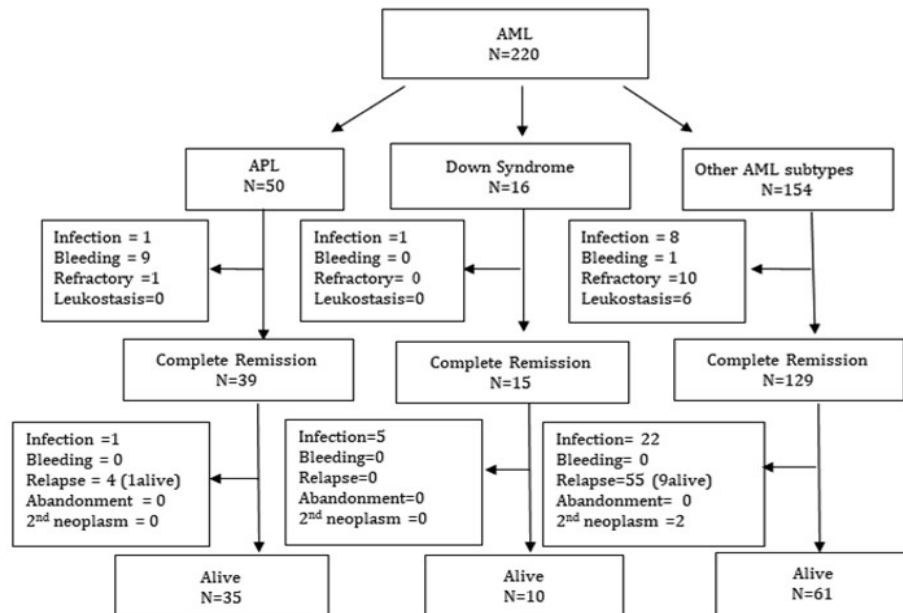 AML
N=220
APL
N=50
Down Syndrome
N=16
Other AML subtypes
N=154
Infection = 1
Bleeding = 9
Refractory =1
Leukostasis=0
Infection =1
Bleeding = 0
Refractory= 0
Leukostasis=0
Infection = 8
Bleeding = 1
Refractory =10
Leukostasis=6
Complete Remission
N=39
Complete Remission
N=15
Complete Remission
N=129
Infection =1
Bleeding = 0
Relapse = 4 (1alive)
Abandonment = 0
2nd neoplasm = 0
Infection=5
Bleeding=0
Relapse=0
Abandonment=0
2nd neoplasm =0
Infection= 22
Bleeding= 0
Relapse=55 (9alive)
Abandonment= 0
2nd neoplasm =2
Alive
N=35
Alive
N=10
Alive
N=61